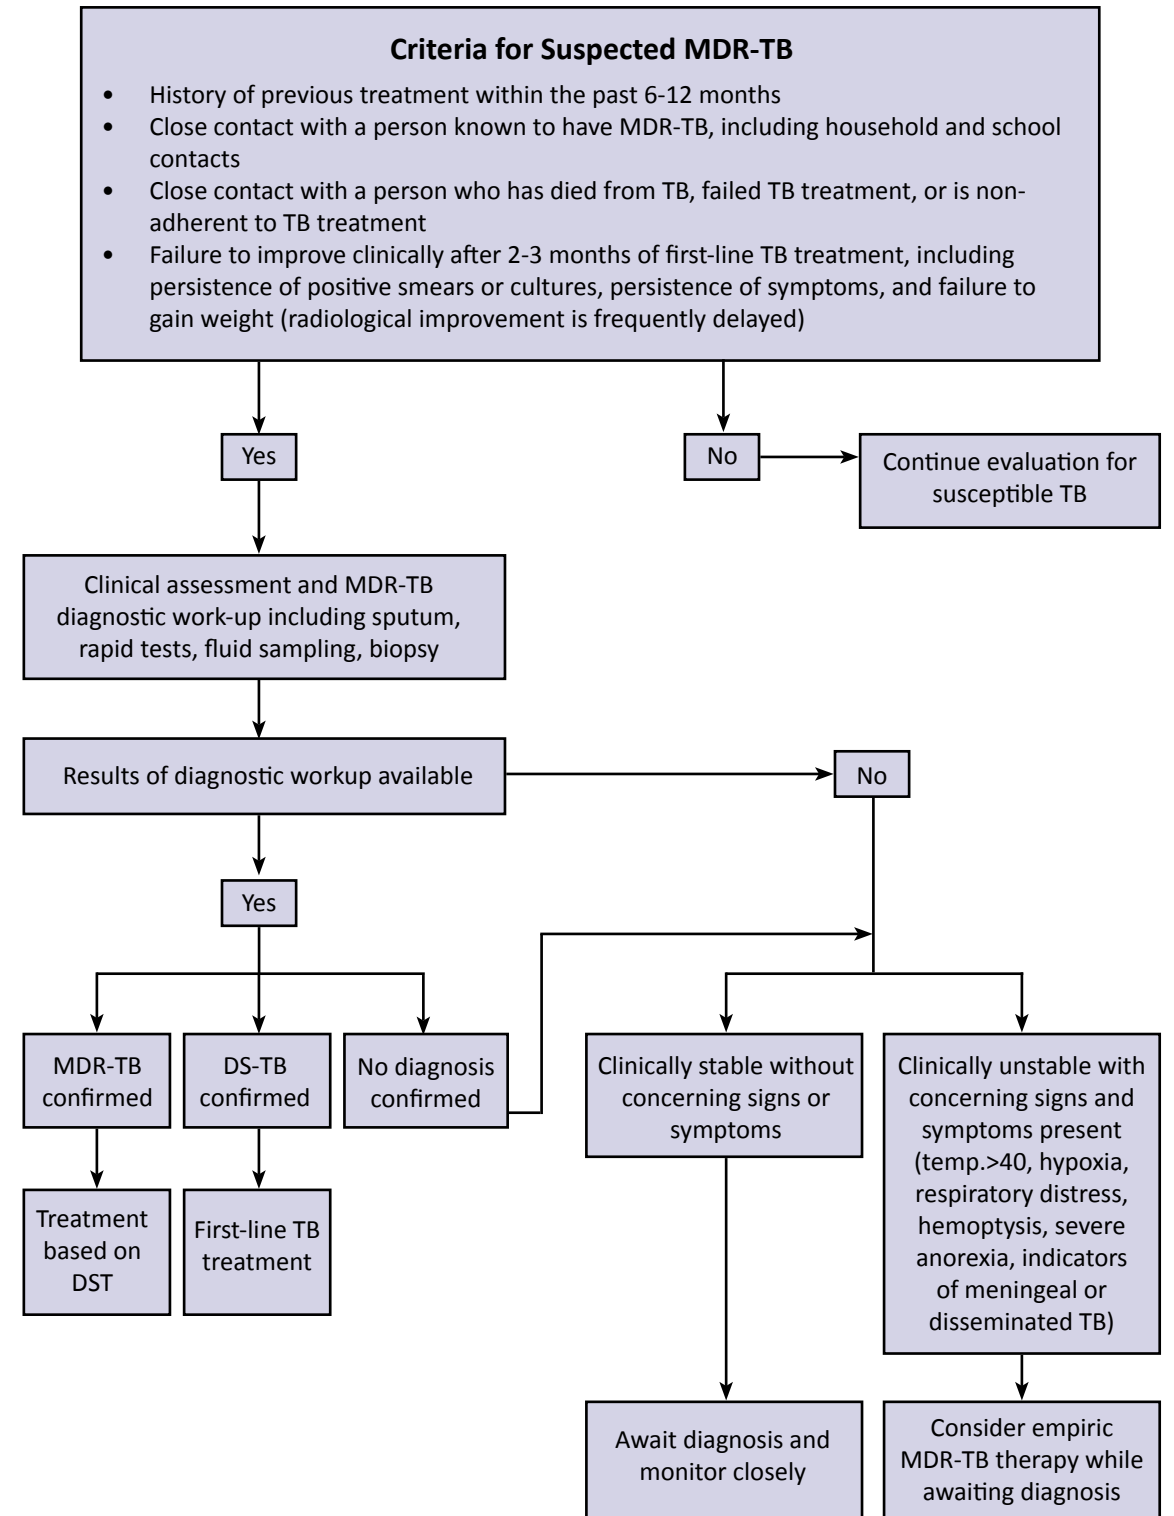 Criteria for Suspected MDR-TB
• History of previous treatment within the past 6-12 months
• Close contact with a person known to have MDR-TB, including household and school
contacts
• Close contact with a person who has died from TB, failed TB treatment, or is non-
adherent to TB treatment
• Failure to improve clinically after 2-3 months of first-line TB treatment, including
persistence of positive smears or cultures, persistence of symptoms, and failure to
gain weight (radiological improvement is frequently delayed)
Yes
No
Continue evaluation for
susceptible TB
Clinical assessment and MDR-TB
diagnostic work-up including sputum,
rapid tests, fluid sampling, biopsy
Results of diagnostic workup available
No
Yes
MDR-TB
confirmed
DS-TB
confirmed
No diagnosis
confirmed
Clinically stable without
concerning signs or
symptoms
Clinically unstable with
concerning signs and
symptoms present
(temp.>40, hypoxia,
respiratory distress,
hemoptysis, severe
anorexia, indicators
of meningeal or
disseminated TB)
Treatment
based on
DST
First-line TB
treatment
Await diagnosis and
monitor closely
Consider empiric
MDR-TB therapy while
awaiting diagnosis